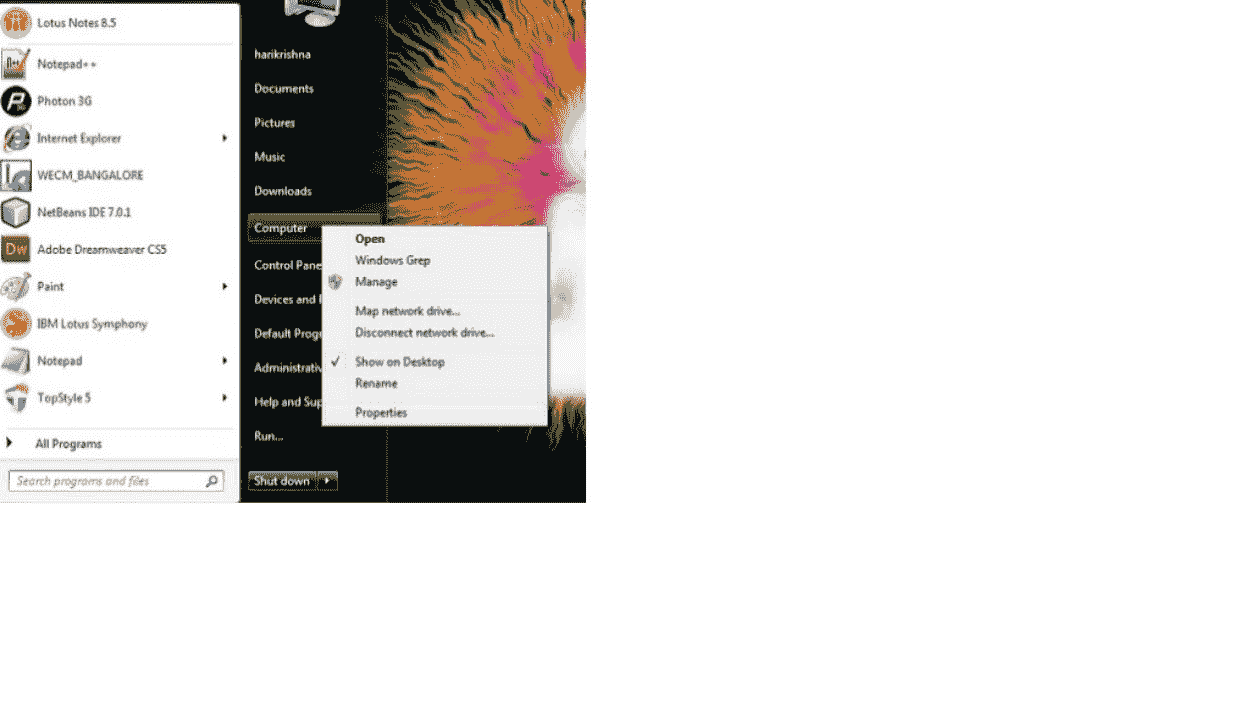 Lotus Notes 8.5
Notepad++
Photon 3G
Internet Explorer
WECM_BANGALORE
NetBeans IDE 7.0.1
Dw Adobe Dreamweaver CS5
Paint
IBM Lotus Symphony
Notepad
TopStyle 5
All Programs
Search programs and files
harikrishna
Documents
Pictures
Music
Downloads
Computer
Control Pane
Devices and
Default Progr
Administrativ
Help and Sup
Run...
Shut down
Open
Windows Grep
Manage
Map network drive...
Disconnect network drive...
Show on Desktop
Rename
Properties